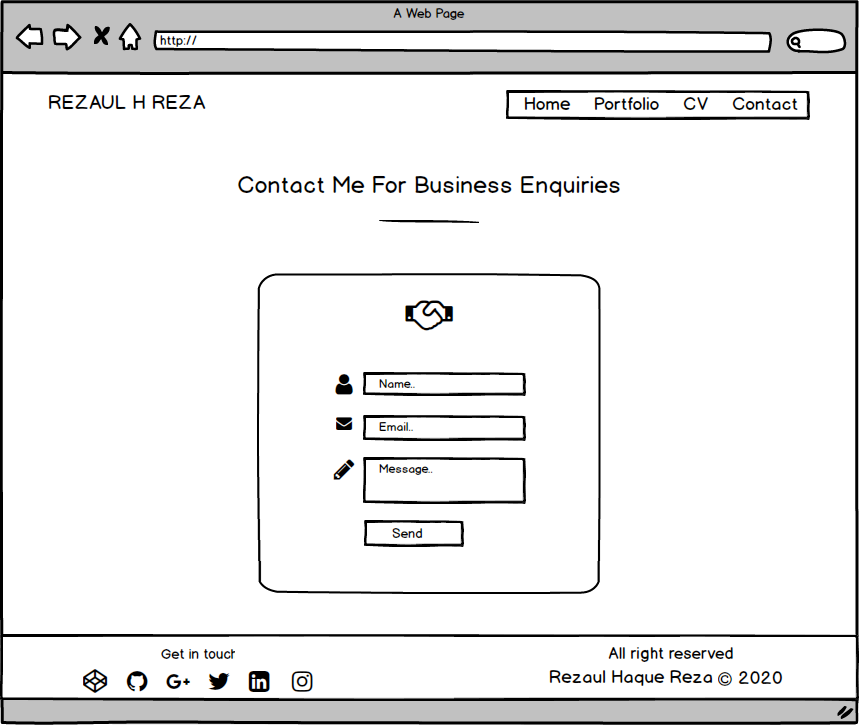 A Web Page
http://
REZAUL H REZA
Home Portfolio CV Contact
Contact Me For Business Enquiries
Name..
Email..
Message..
Send
Get in touch
All right reserved
G+
in
Rezaul Haque Reza © 2020